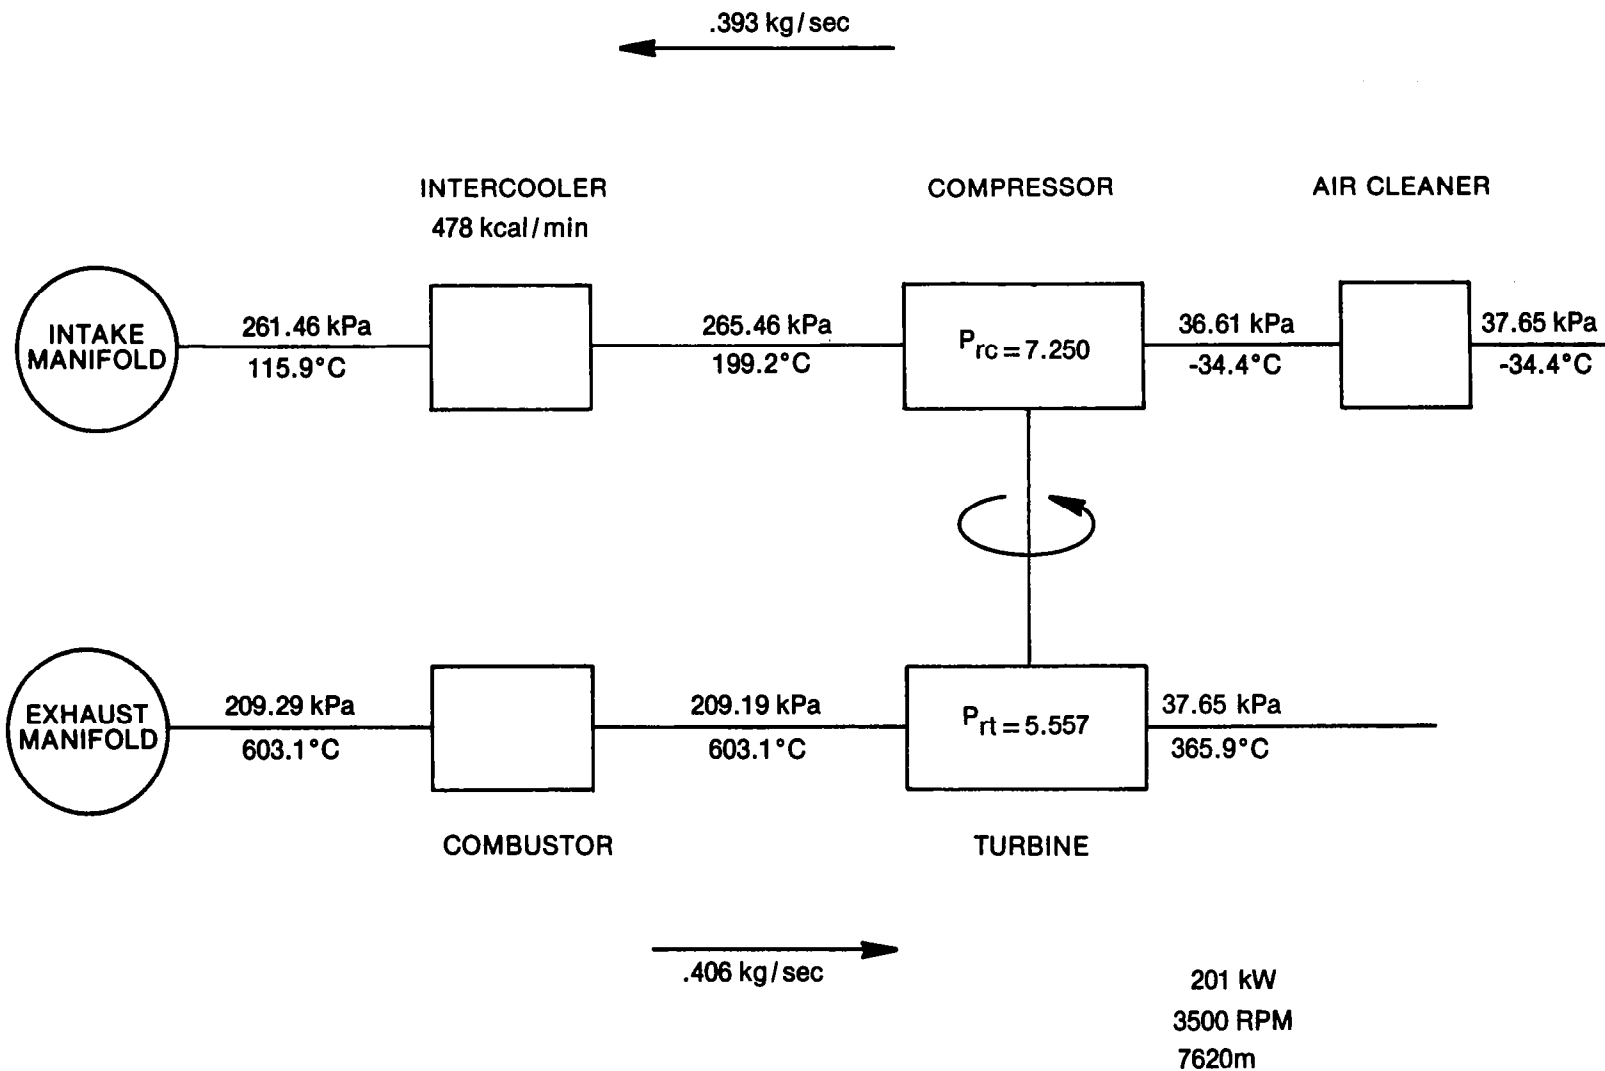 .393 kg/sec
INTERCOOLER
478 kcal/min
COMPRESSOR
AIR CLEANER
INTAKE
MANIFOLD
261.46 kPa
115.9°C
265.46 kPa
199.2°C
Prc = 7.250
36.61 kPa
-34.4°C
37.65 kPa
-34.4°C
EXHAUST
MANIFOLD
209.29 kPa
603.1°C
209.19 kPa
603.1°C
Prt = 5.557
37.65 kPa
365.9°C
COMBUSTOR
TURBINE
.406 kg/sec
201 kW
3500 RPM
7620m